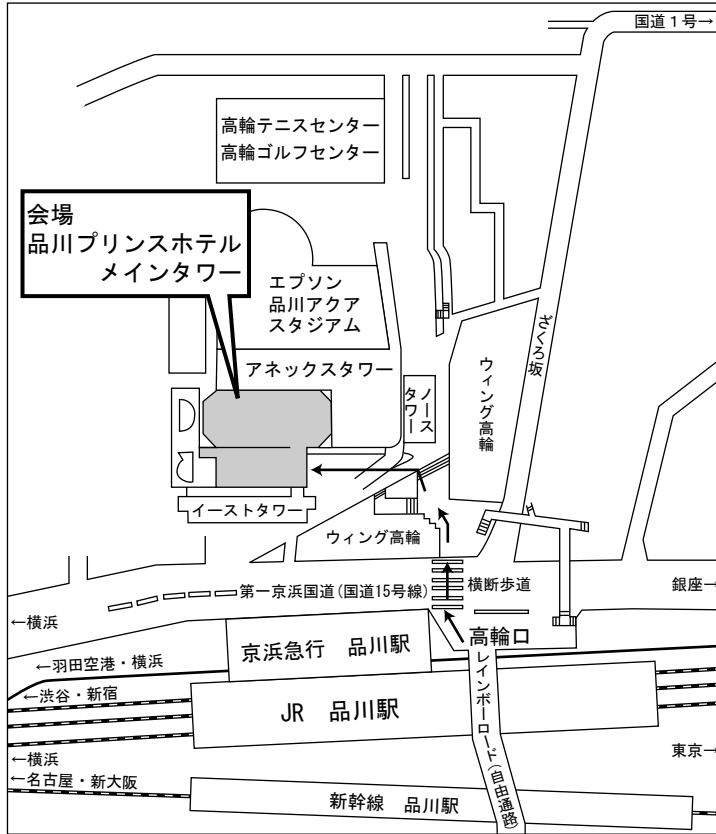 国道１号→
高輪テニスセンター
高輪ゴルフセンター
会場
品川プリンスホテル
メインタワー
エプソン
品川アクア
スタジアム
ざくろ坂
アネックスタワー
ノース
タワー
ウィング高輪
イーストタワー
ウィング高輪
第一京浜国道(国道15号線)
横断歩道
銀座→
←横浜
高輪口
京浜急行　品川駅
←羽田空港・横浜
レインボーロード(自由通路)
←渋谷・新宿
JR　品川駅
←横浜
東京→
←名古屋・新大阪
新幹線　品川駅